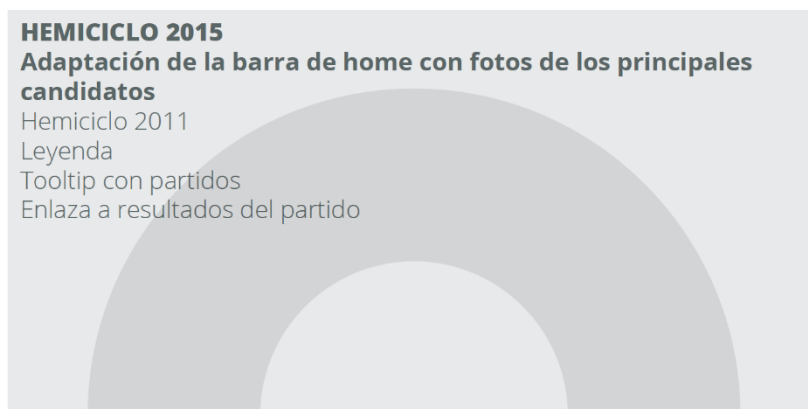 HEMICICLO 2015
Adaptación de la barra de home con fotos de los principales
candidatos
Hemiciclo 2011
Leyenda
Tooltip con partidos
Enlaza a resultados del partido